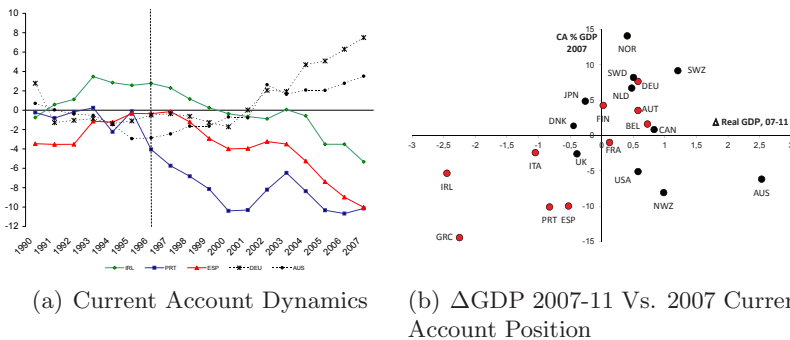 10
8
6
4
2
0
-2
-4
-6
-8
-10
-12
1990
1991
1992
1993
1994
1995
1996
1997
1998
1999
2000
2001
2002
2003
2004
2005
2006
2007
IRL PRT ESP DEU AUS
(a) Current Account Dynamics
CA % GDP
2007
15
10
5
0
-5
-10
-15
-3 -2.5 -2 -1.5 -1 -0.5 0 0.5 1 1.5 2 2.5 3
Δ Real GDP, 07-11
NOR
SWD
SWZ
DEU
NLD
JPN
FIN
AUT
DNK
BEL
CAN
FRA
ITA
UK
IRL
USA
AUS
NWZ
PRT
ESP
GRC
(b) ΔGDP 2007-11 Vs. 2007 Curren
Account Position